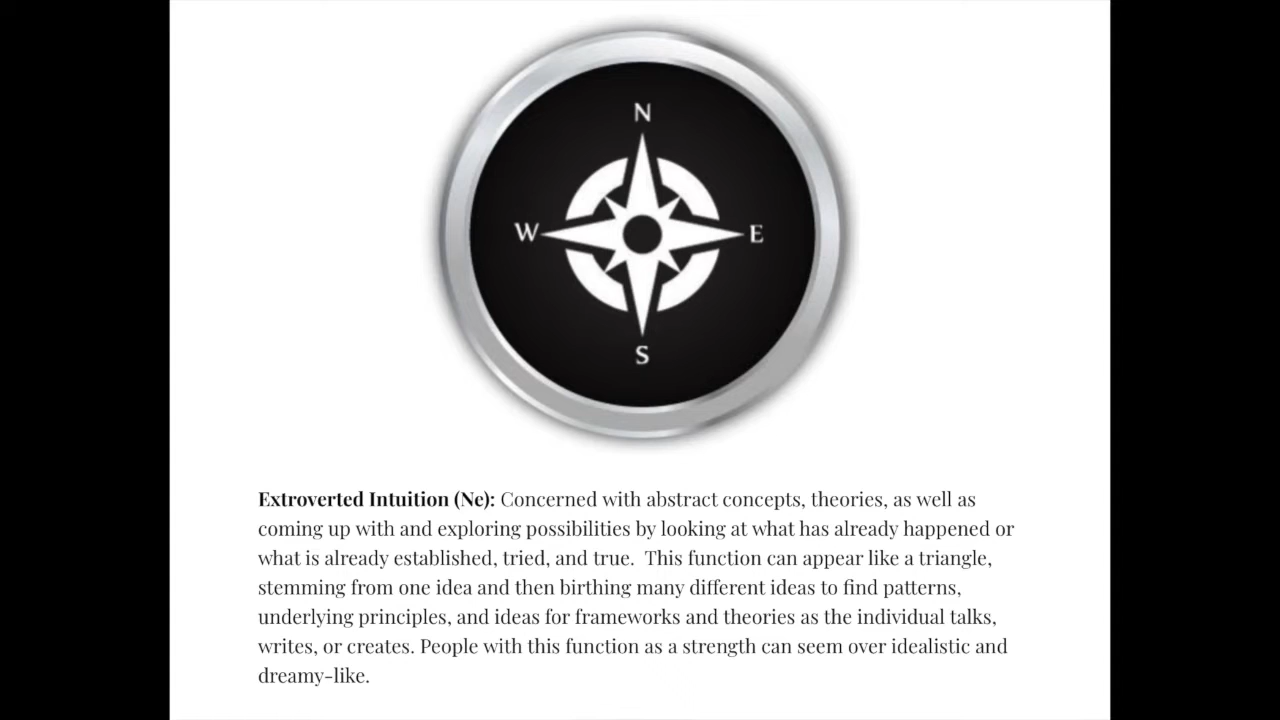 N
W E
S
Extroverted Intuition (Ne): Concerned with abstract concepts, theories, as well as
coming up with and exploring possibilities by looking at what has already happened or
what is already established, tried, and true.  This function can appear like a triangle,
stemming from one idea and then birthing many different ideas to find patterns,
underlying principles, and ideas for frameworks and theories as the individual talks,
writes, or creates. People with this function as a strength can seem over idealistic and
dreamy-like.